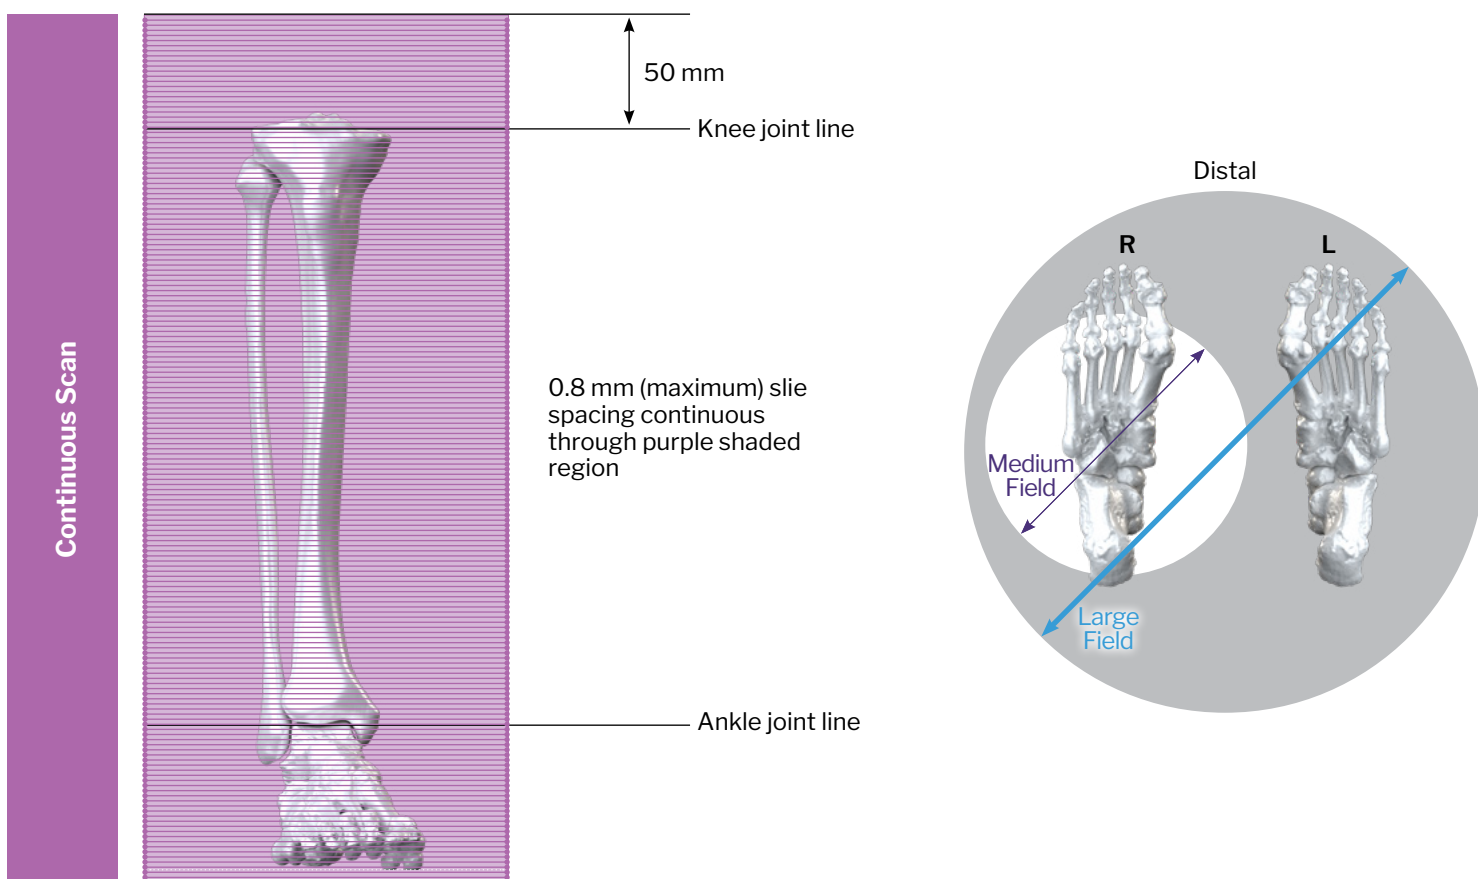 Continuous Scan
50 mm
Knee joint line
0.8 mm (maximum) slie
spacing continuous
through purple shaded
region
Ankle joint line
Distal
R
L
Medium
Field
Large
Field